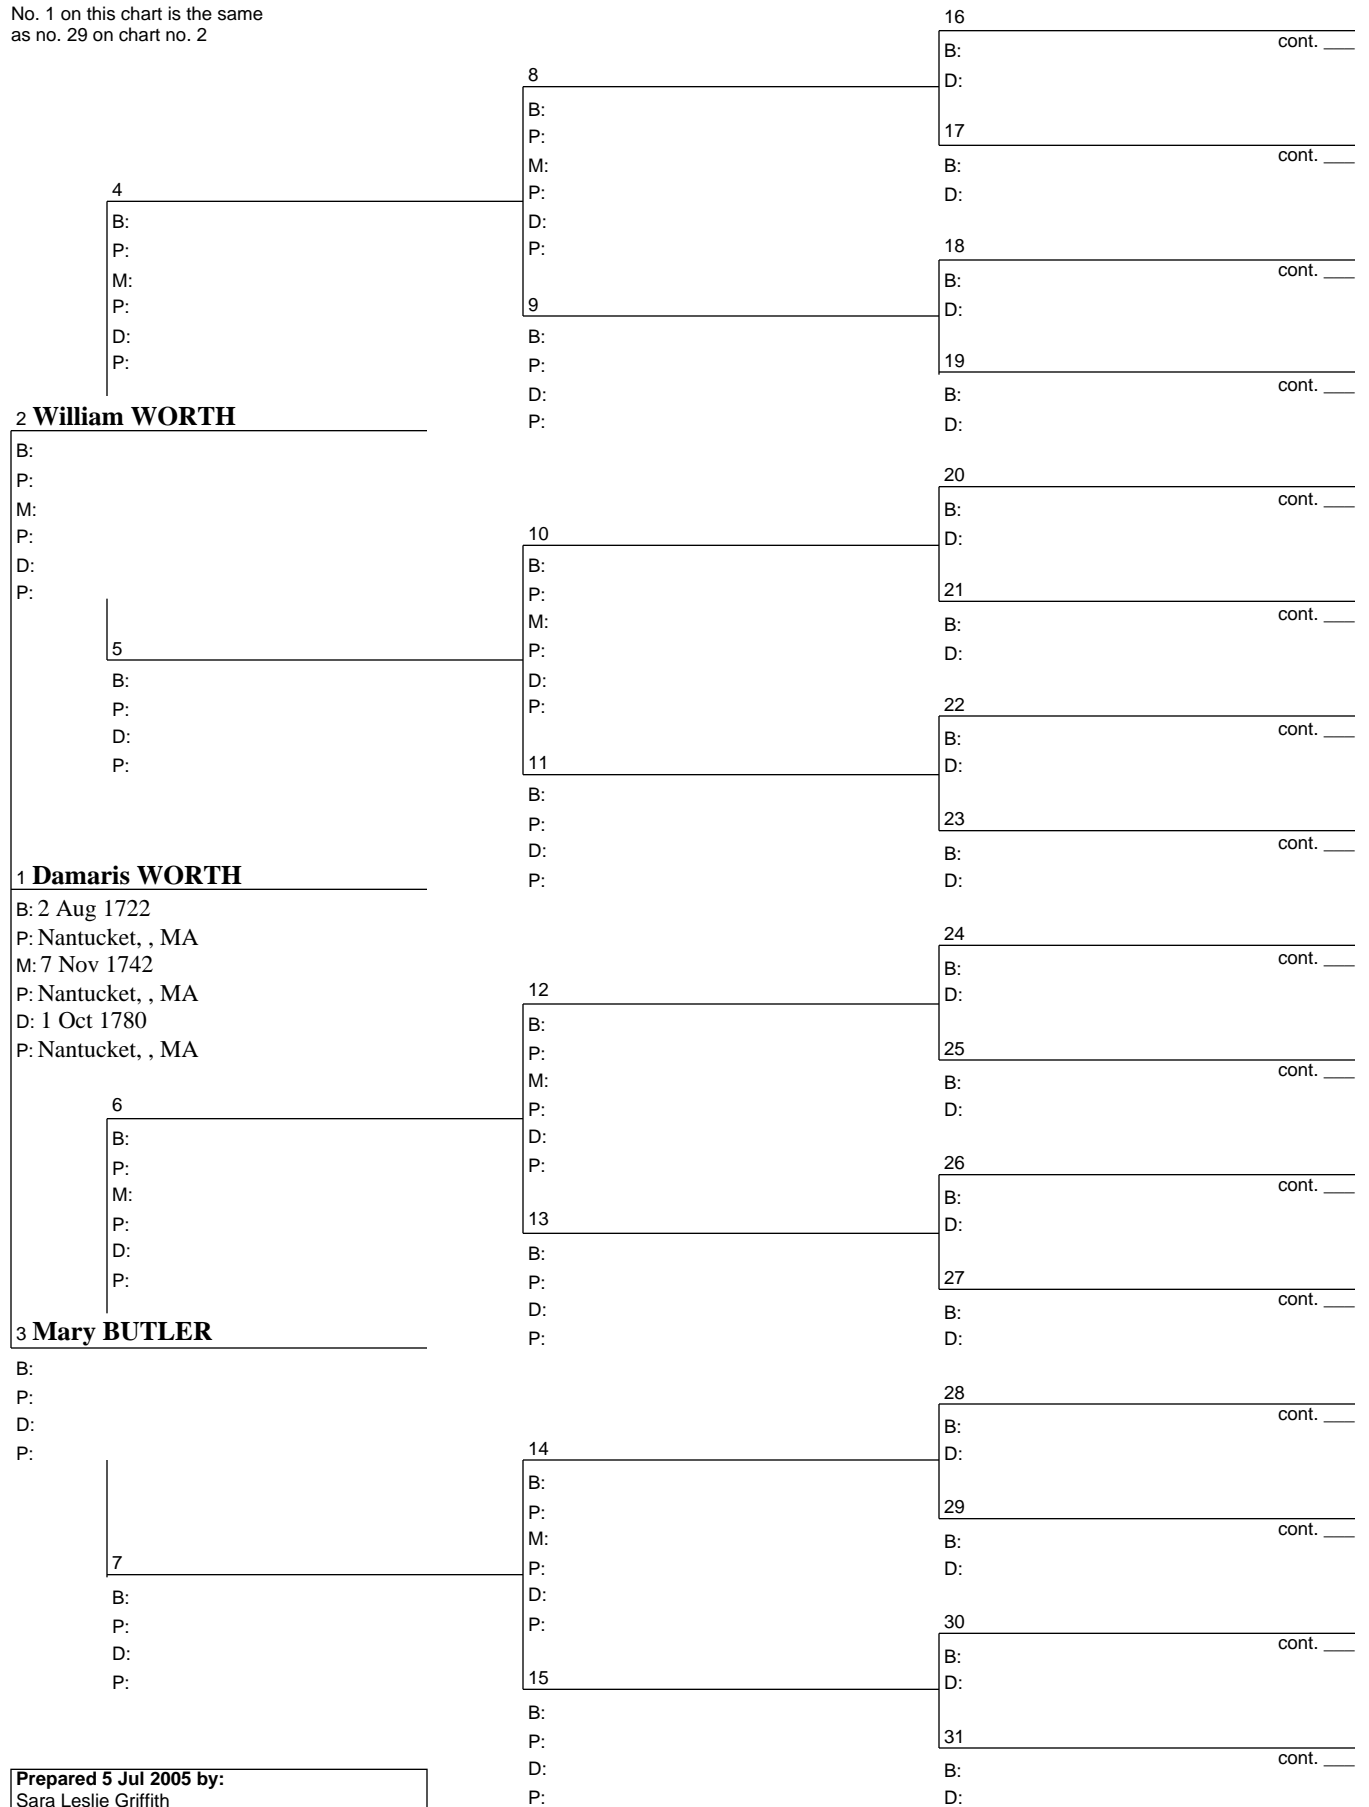 No. 1 on this chart is the same
as no. 29 on chart no. 2
2 William WORTH
B:
P:
M:
P:
D:
P:
1 Damaris WORTH
B: 2 Aug 1722
P: Nantucket, , MA
M: 7 Nov 1742
P: Nantucket, , MA
D: 1 Oct 1780
P: Nantucket, , MA
3 Mary BUTLER
B:
P:
D:
P:
4
B:
P:
M:
P:
D:
P:
5
B:
P:
D:
P:
6
B:
P:
M:
P:
D:
P:
7
B:
P:
D:
P:
8
B:
P:
M:
P:
D:
P:
9
B:
P:
D:
P:
10
B:
P:
M:
P:
D:
P:
11
B:
P:
D:
P:
12
B:
P:
M:
P:
D:
P:
13
B:
P:
D:
P:
14
B:
P:
M:
P:
D:
P:
15
B:
P:
D:
P:
16
cont. ___
B:
D:
17
cont. ___
B:
D:
18
cont. ___
B:
D:
19
cont. ___
B:
D:
20
cont. ___
B:
D:
21
cont. ___
B:
D:
22
cont. ___
B:
D:
23
cont. ___
B:
D:
24
cont. ___
B:
D:
25
cont. ___
B:
D:
26
cont. ___
B:
D:
27
cont. ___
B:
D:
28
cont. ___
B:
D:
29
cont. ___
B:
D:
30
cont. ___
B:
D:
31
cont. ___
B:
D:
Prepared 5 Jul 2005 by:
Sara Leslie Griffith